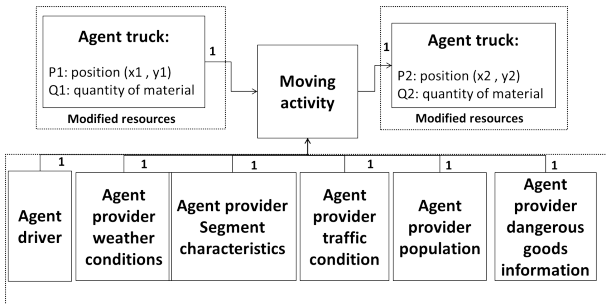 Agent truck:
P1: position (x1 , y1)
Q1: quantity of material
Modified resources
1
Moving
activity
1
Agent truck:
P2: position (x2 , y2)
Q2: quantity of material
Modified resources
1
1
1
1
1
1
Agent
driver
Agent
provider
weather
conditions
Agent provider
Segment
characteristics
Agent
provider
traffic
condition
Agent
provider
population
Agent
provider
dangerous
goods
information